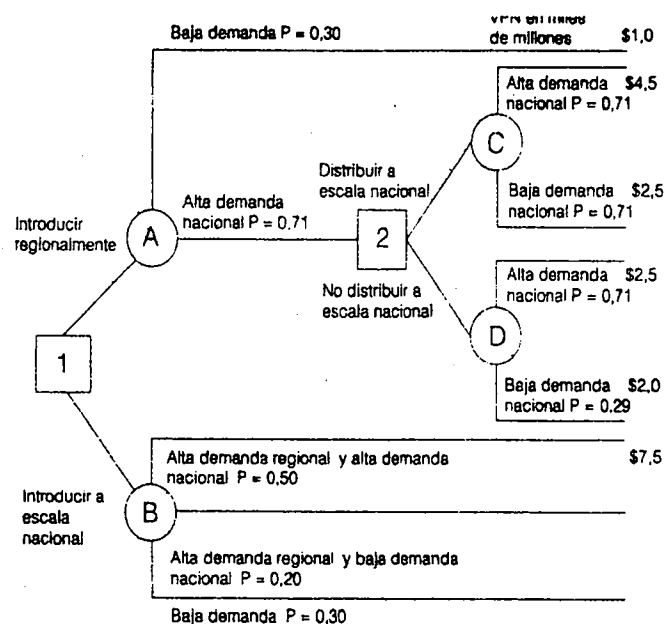 Baja demanda P = 0,30
VPN en miles
de millones
$1,0
Alta demanda $4,5
nacional P = 0,71
C
Distribuir a
escala nacional
Baja demanda $2,5
nacional P = 0,71
Alta demanda
nacional P = 0.71
Introducir
regionalmente
A
2
No distribuir a
escala nacional
Alta demanda $2,5
nacional P = 0,71
D
Baja demanda $2,0
nacional P = 0.29
1
Alta demanda regional y alta demanda
nacional P = 0,50
$7,5
Introducir a
escala
nacional
B
Alta demanda regional y baja demanda
nacional P = 0,20
Baja demanda P = 0,30